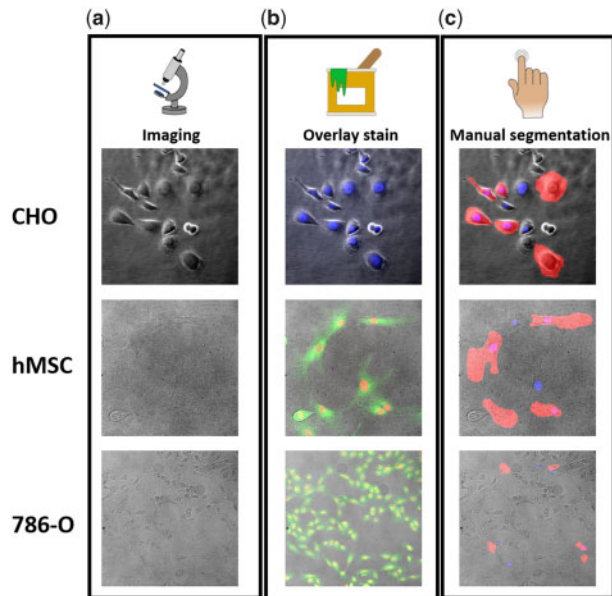 (a)
(b)
(c)
Imaging
Overlay stain
Manual segmentation
CHO
hMSC
786-O